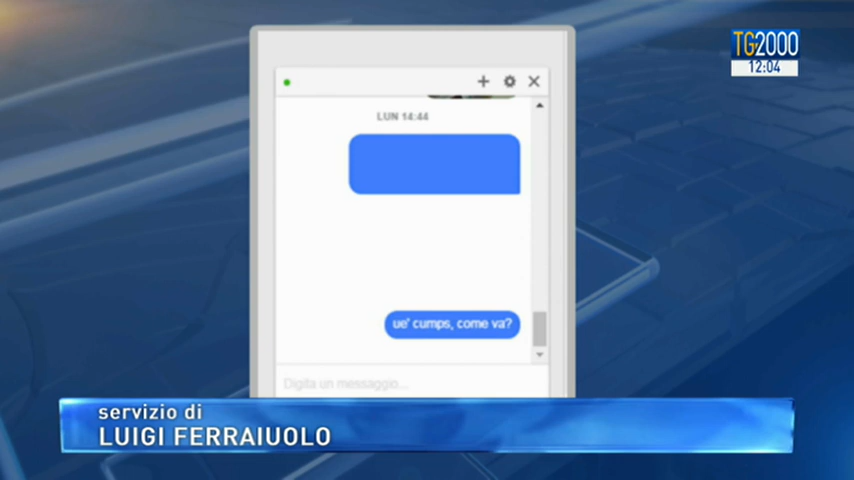 TG2000
12:04
LUN 14:44
ue' cumps, come va?
Digita un messaggio...
servizio di
LUIGI FERRAIUOLO